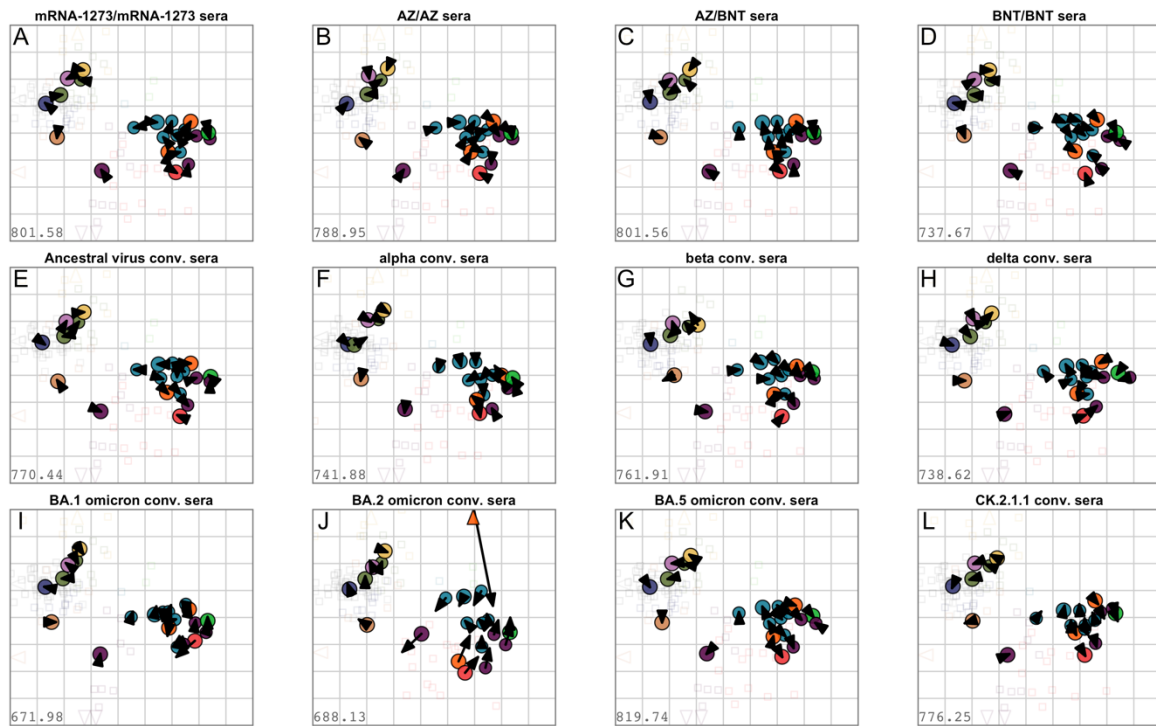 mRNA-1273/mRNA-1273 sera
A
801.58
AZ/AZ sera
B
788.95
AZ/BNT sera
C
801.56
BNT/BNT sera
D
737.67
Ancestral virus conv. sera
E
770.44
alpha conv. sera
F
741.88
beta conv. sera
G
761.91
delta conv. sera
H
738.62
BA.1 omicron conv. sera
I
671.98
BA.2 omicron conv. sera
J
688.13
BA.5 omicron conv. sera
K
819.74
CK.2.1.1 conv. sera
L
776.25